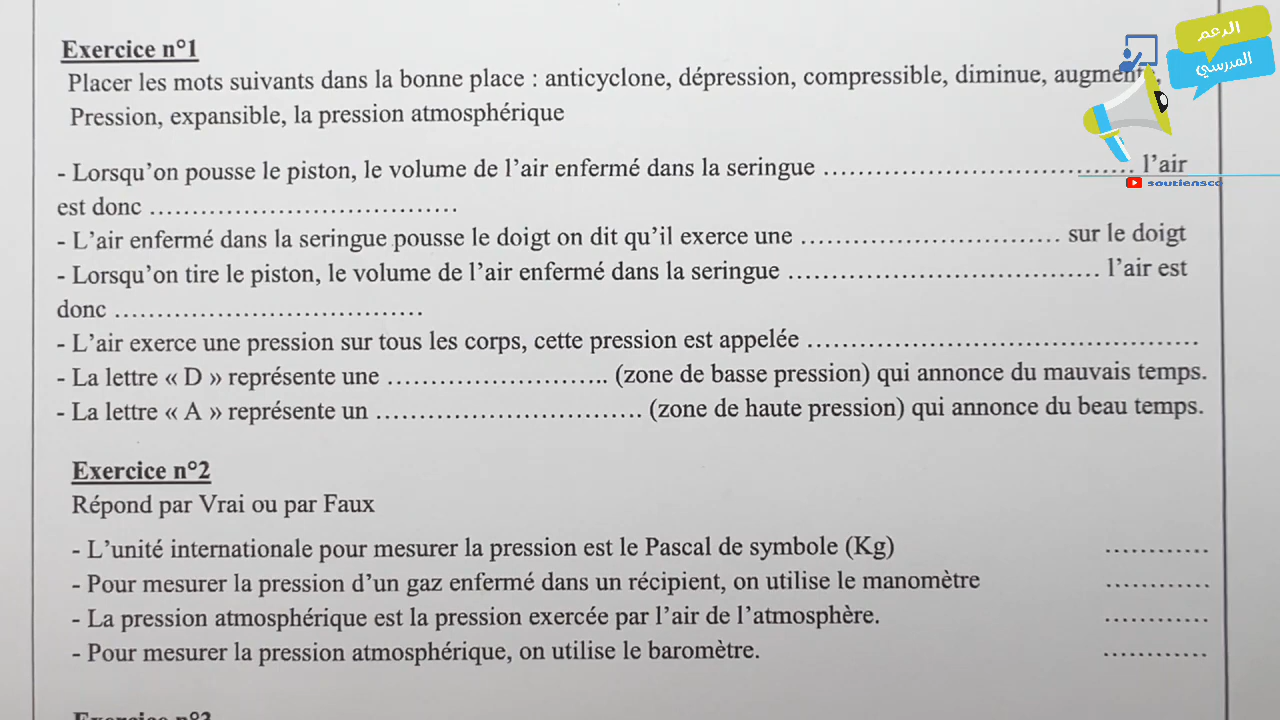 الدعم
المدرسي
soutiensco
Exercice n°1
Placer les mots suivants dans la bonne place : anticyclone, dépression, compressible, diminue, augmente,
Pression, expansible, la pression atmosphérique
- Lorsqu’on pousse le piston, le volume de l’air enfermé dans la seringue ………………………………. l’air
est donc ………………………………
- L’air enfermé dans la seringue pousse le doigt on dit qu’il exerce une ………………………… sur le doigt
- Lorsqu’on tire le piston, le volume de l’air enfermé dans la seringue ……………………………… l’air est
donc ………………………………
- L’air exerce une pression sur tous les corps, cette pression est appelée ………………………………………
- La lettre « D » représente une …………………….. (zone de basse pression) qui annonce du mauvais temps.
- La lettre « A » représente un …………………………. (zone de haute pression) qui annonce du beau temps.
Exercice n°2
Répond par Vrai ou par Faux
- L’unité internationale pour mesurer la pression est le Pascal de symbole (Kg) …………
- Pour mesurer la pression d’un gaz enfermé dans un récipient, on utilise le manomètre …………
- La pression atmosphérique est la pression exercée par l’air de l’atmosphère. …………
- Pour mesurer la pression atmosphérique, on utilise le baromètre. …………
Exercice n°3